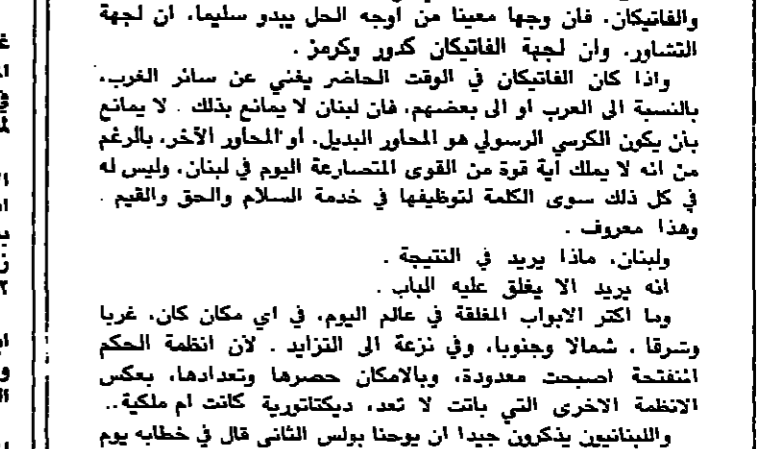 والفاتيكان. فان وجها معينا من اوجه الحل يبدو سليما، ان لجهة
التشاور. وان لجهة الفاتيكان كدور وكرمز .
واذا كان الفاتيكان في الوقت الحاضر يغني عن سائر الغرب،
بالنسبة الى العرب او الى بعضهم، فان لبنان لا يمانع بذلك . لا يمانع
بان يكون الكرسي الرسولي هو المحاور البديل، أو المحاور الآخر، بالرغم
من انه لا يملك أية قوة من القوى المتصارعة اليوم في لبنان، وليس له
في كل ذلك سوى الكلمة لتوظيفها في خدمة السلام والحق والقيم .
وهذا معروف .
ولبنان، ماذا يريد في النتيجة .
انه يريد الا يغلق عليه الباب .
وما اكثر الابواب المغلقة في عالم اليوم، في اي مكان كان، غربا
وشرقا ، شمالا وجنوبا، وفي نزعة الى التزايد . لان انظمة الحكم
المنفتحة اصبحت معدودة، وبالامكان حصرها وتعدادها، بعكس
الانظمة الاخرى التي باتت لا تعد، ديكتاتورية كانت ام ملكية..
واللبنانيون يذكرون جيدا ان يوحنا بولس الثاني قال في خطابه يوم